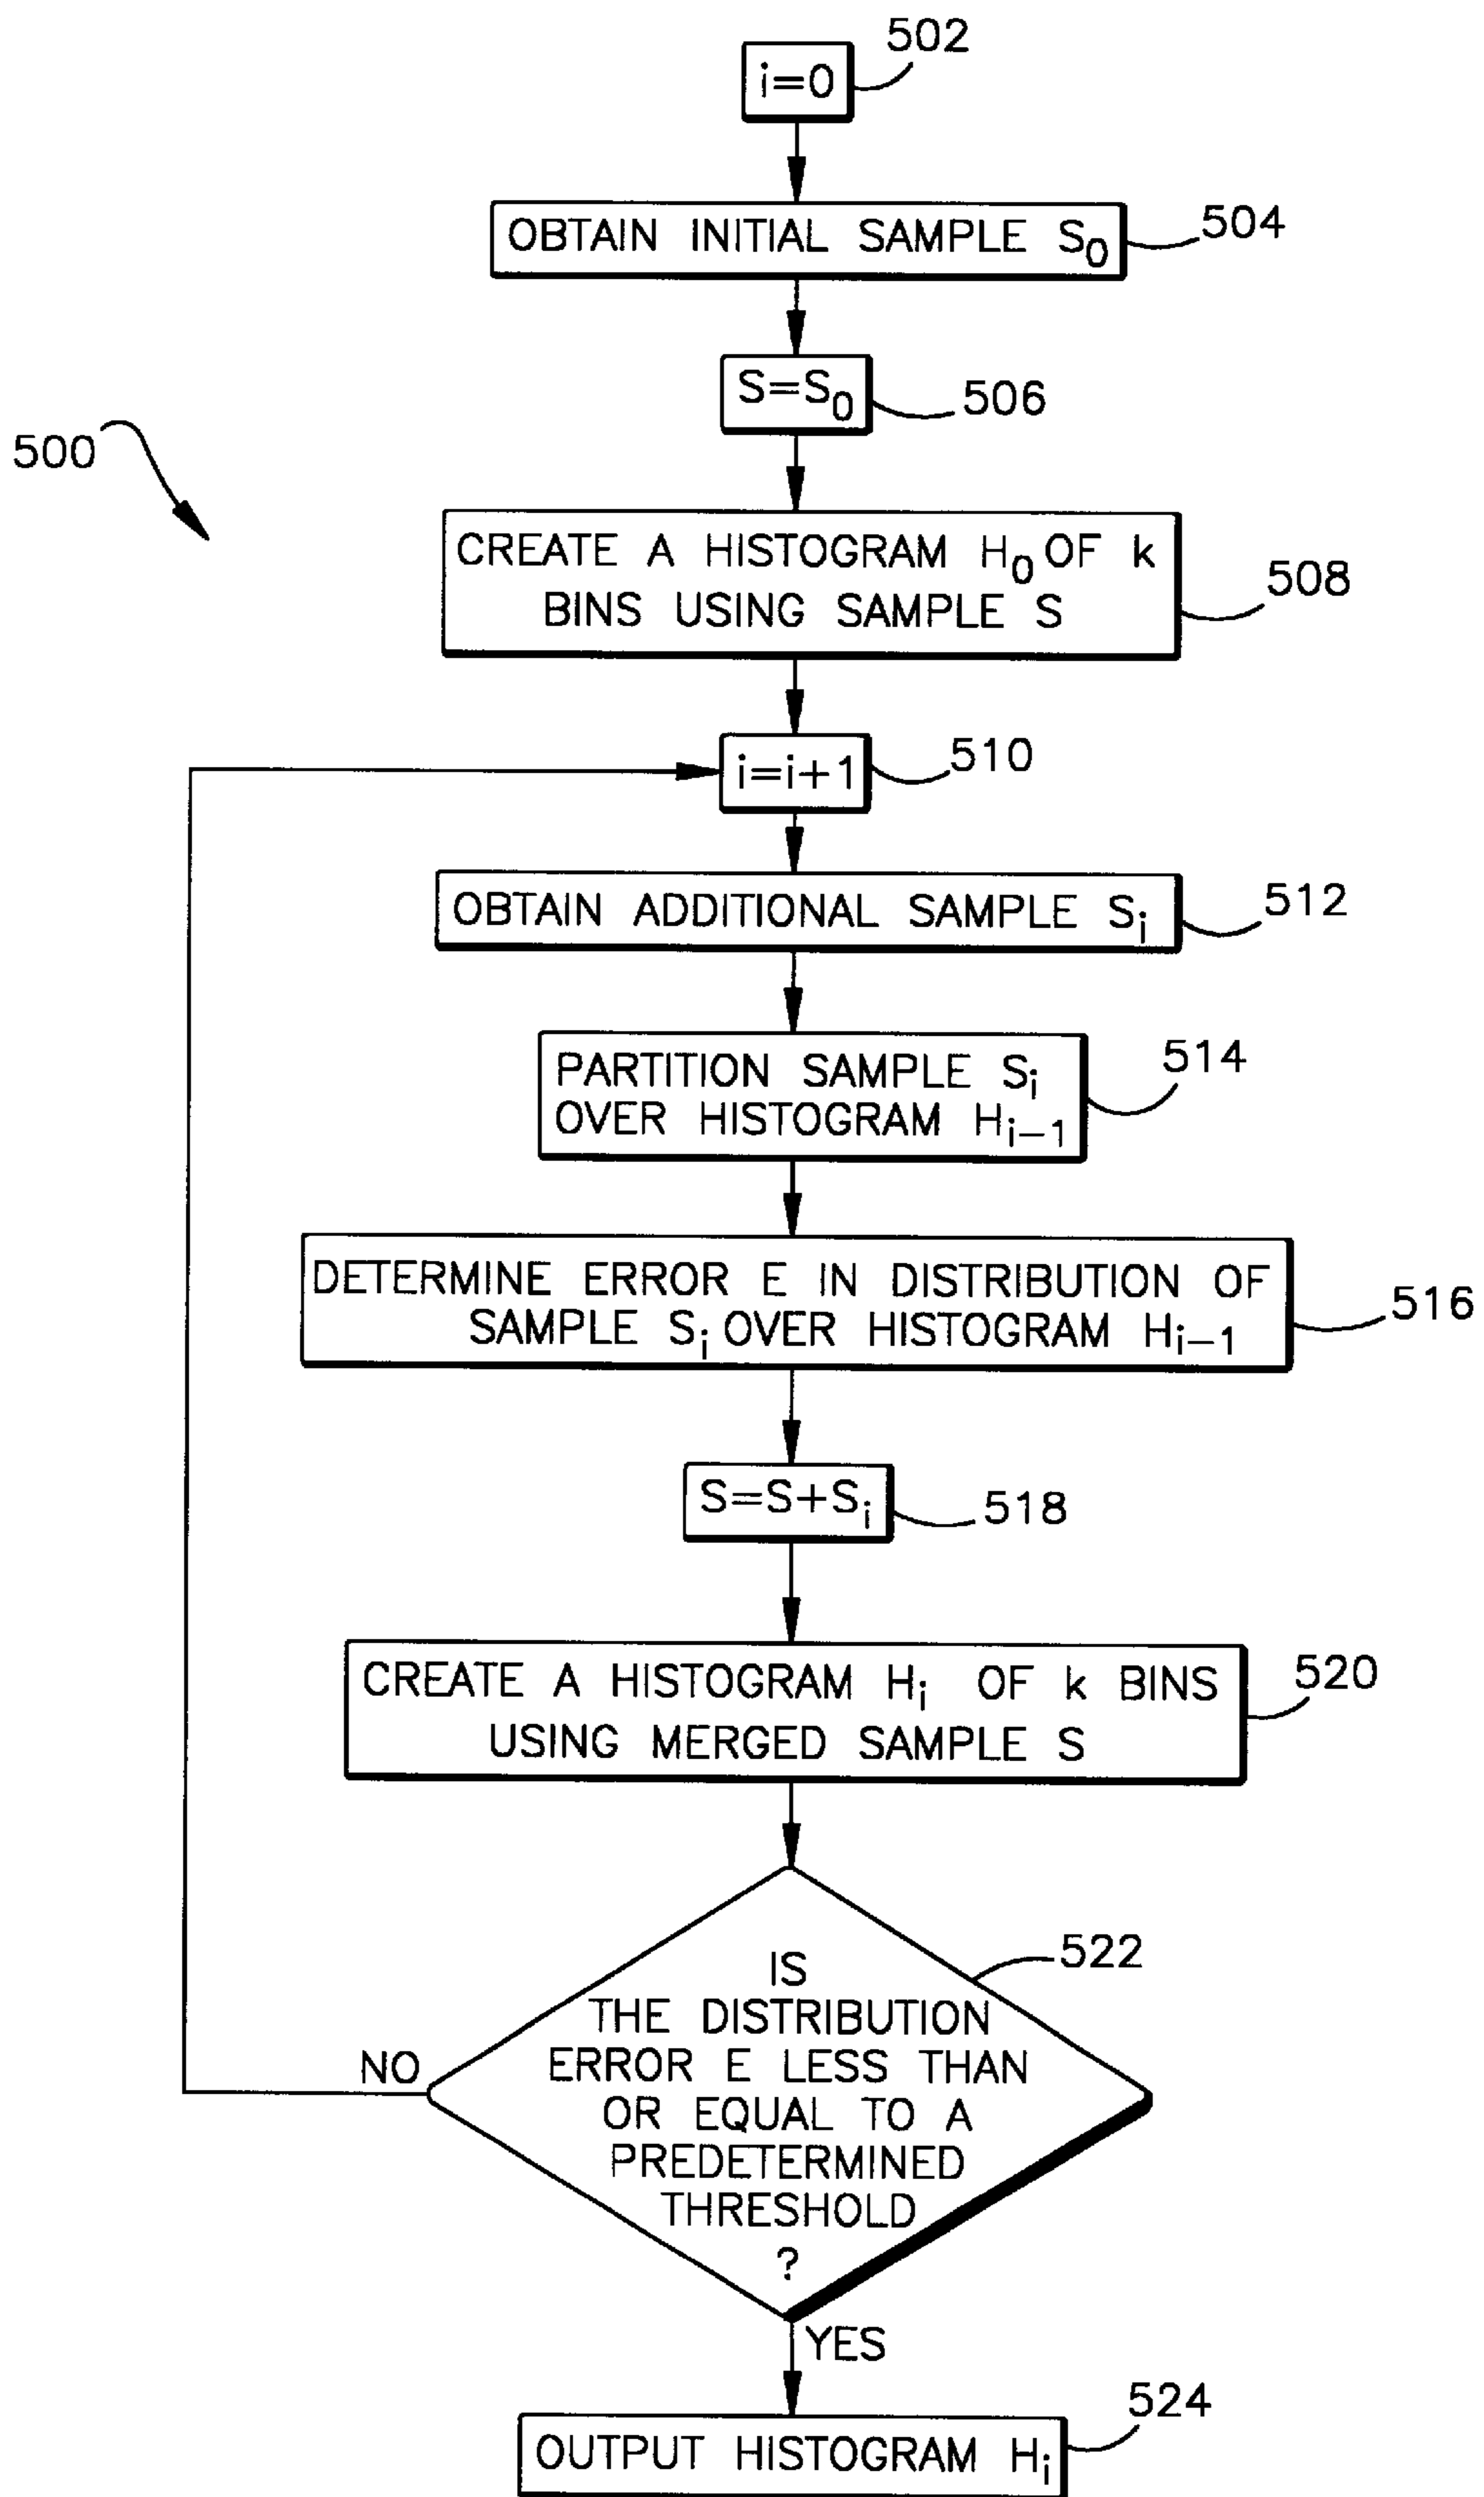 502
i=0
OBTAIN INITIAL SAMPLE S₀
504
S=S₀
506
500
CREATE A HISTOGRAM H₀ OF k
BINS USING SAMPLE S
508
i=i+1
510
OBTAIN ADDITIONAL SAMPLE Sᵢ
512
PARTITION SAMPLE Sᵢ
OVER HISTOGRAM Hᵢ₋₁
514
DETERMINE ERROR E IN DISTRIBUTION OF
SAMPLE Sᵢ OVER HISTOGRAM Hᵢ₋₁
516
S=S+Sᵢ
518
CREATE A HISTOGRAM Hᵢ OF k BINS
USING MERGED SAMPLE S
520
522
IS
THE DISTRIBUTION
ERROR E LESS THAN
OR EQUAL TO A
PREDETERMINED
THRESHOLD
?
NO
YES
524
OUTPUT HISTOGRAM Hᵢ